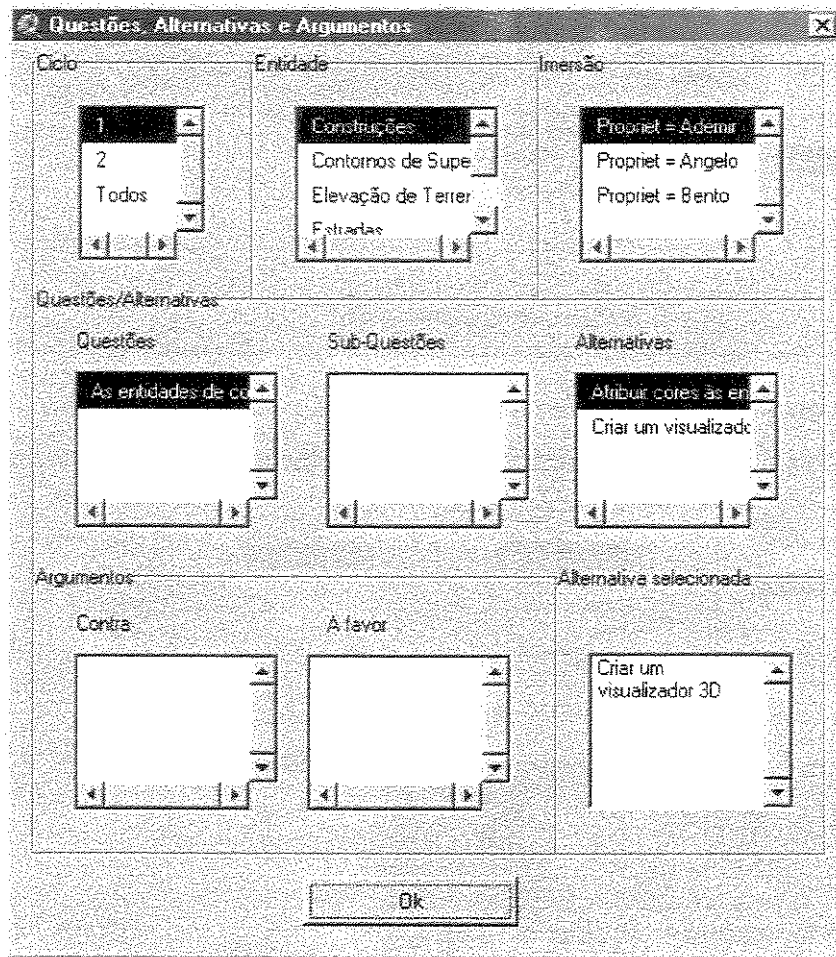 Questões, Alternativas e Argumentos
Ciclo
Entidade
Imersão
1
2
Todos
Construções
Contornos de Supe
Elevação de Terrer
Estradas
Propriet = Ademir
Propriet = Angelo
Propriet = Bento
Questões/Alternativas
Questões
Sub-Questões
Alternativas
As entidades de co
Atribuir cores às en
Criar um visualizado
Argumentos
Alternativa selecionada
Contra
A favor
Criar um
visualizador 3D
Ok